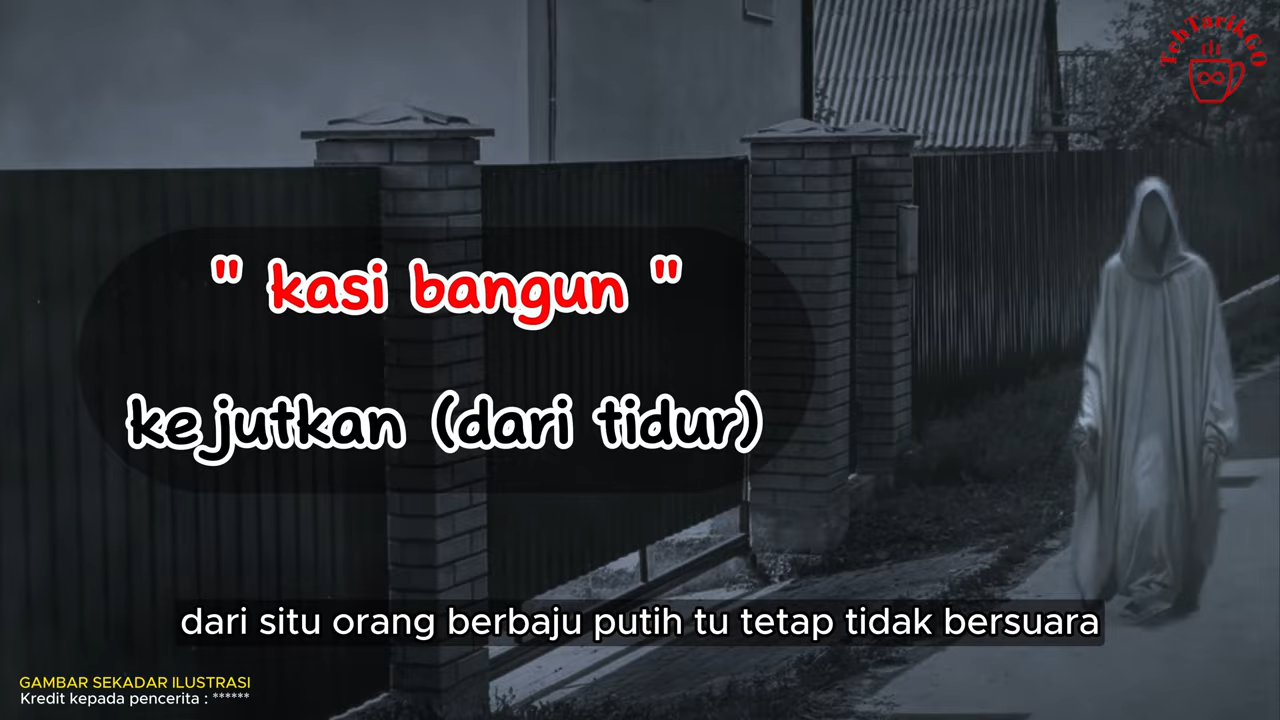 TehTarikGO
" kasi bangun "
kejutkan (dari tidur)
dari situ orang berbaju putih tu tetap tidak bersuara
GAMBAR SEKADAR ILUSTRASI
Kredit kepada pencerita : ******